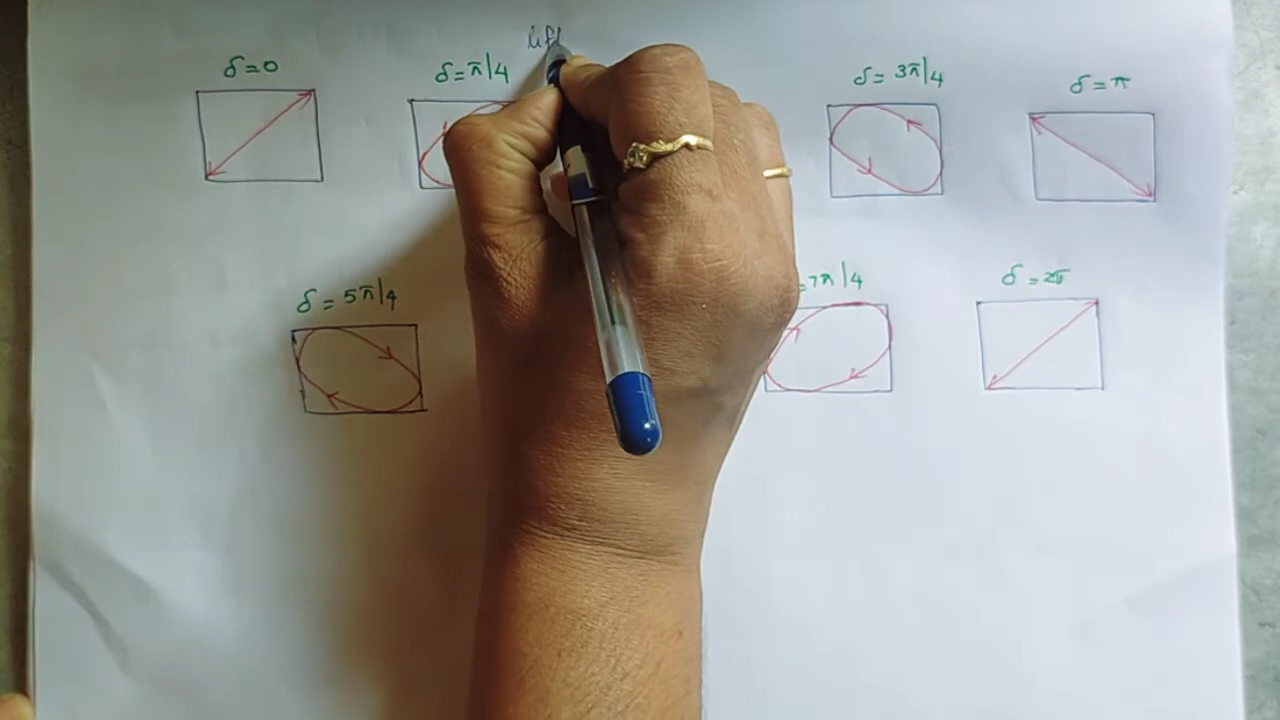 δ=0
δ=π/4
δ= 3π/4
δ=π
δ= 5π/4
=7π/4
δ=2π